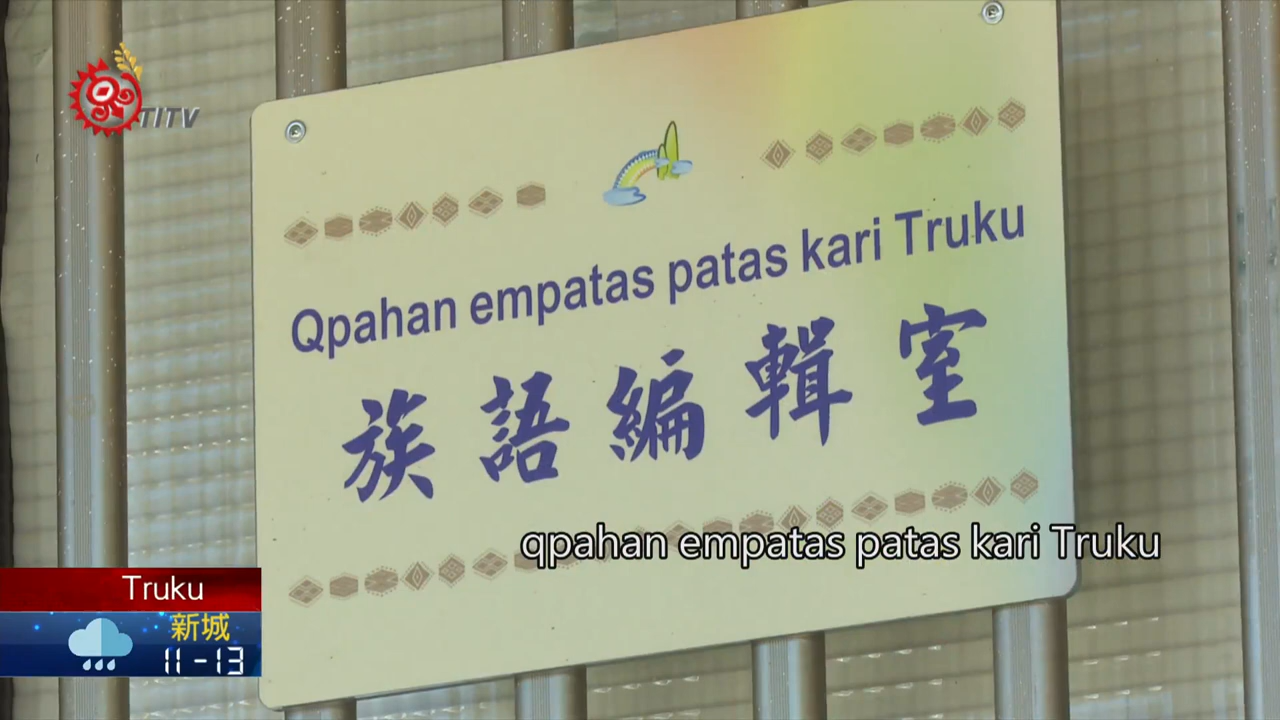 TITV
Qpahan empatas patas kari Truku
族語編輯室
qpahan empatas patas kari Truku
Truku
新城
11-13